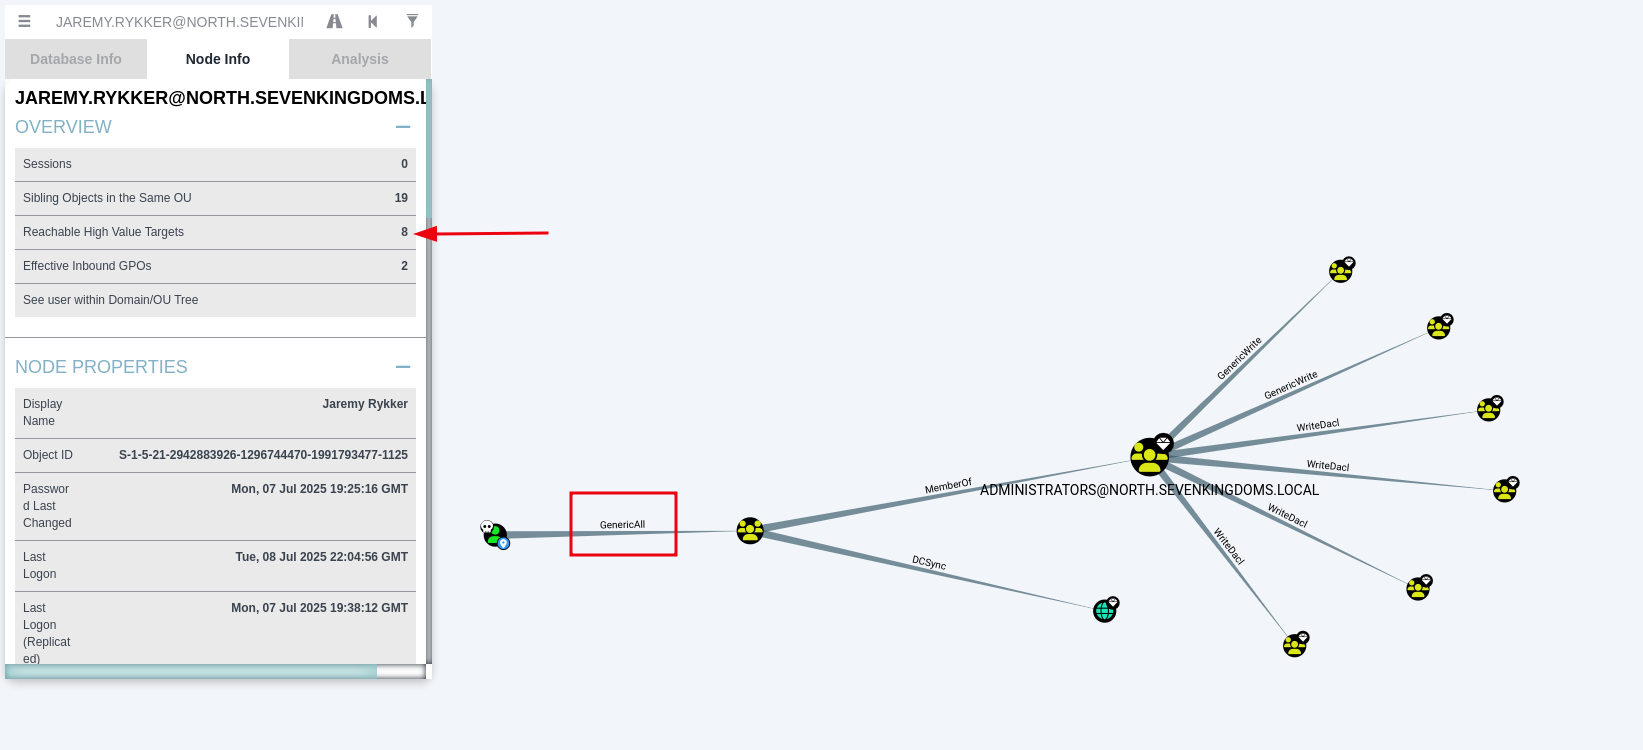 JAREMY.RYKKER@NORTH.SEVENKII
Database Info
Node Info
Analysis
JAREMY.RYKKER@NORTH.SEVENKINGDOMS.L
OVERVIEW
Sessions 0
Sibling Objects in the Same OU 19
Reachable High Value Targets 8
Effective Inbound GPOs 2
See user within Domain/OU Tree
NODE PROPERTIES
Display Jaremy Rykker
Name
Object ID S-1-5-21-2942883926-1296744470-1991793477-1125
Passwor Mon, 07 Jul 2025 19:25:16 GMT
d Last
Changed
Last Tue, 08 Jul 2025 22:04:56 GMT
Logon
Last Mon, 07 Jul 2025 19:38:12 GMT
Logon
(Replicat
ed)
GenericAll
MemberOf
DCSync
ADMINISTRATORS@NORTH.SEVENKINGDOMS.LOCAL
GenericWrite
GenericWrite
WriteDacl
WriteDacl
WriteDacl
WriteDacl